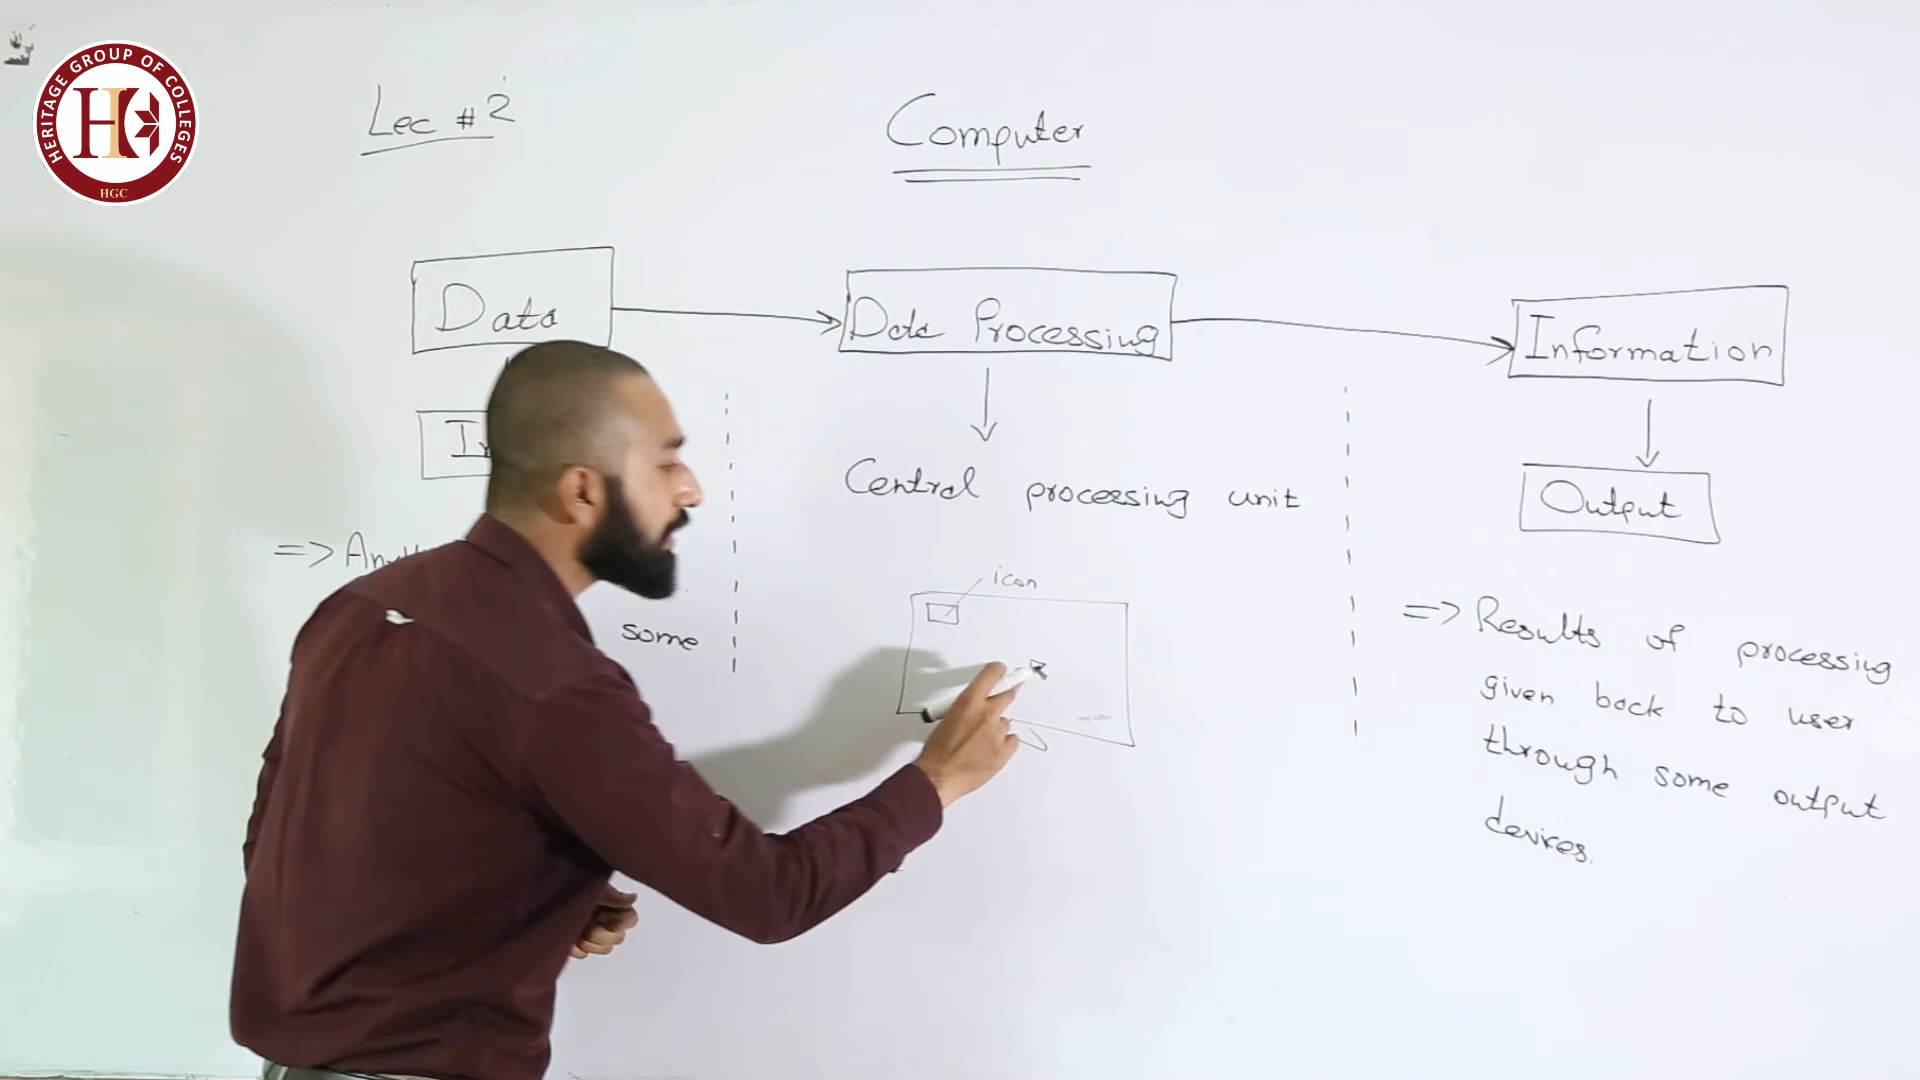 HERITAGE GROUP OF COLLEGES
HGC
Lec #2
Computer
Data
Data Processing
Information
Central processing unit
Output
icon
=> Results of processing
given back to user
through some output
devices.
=>
some